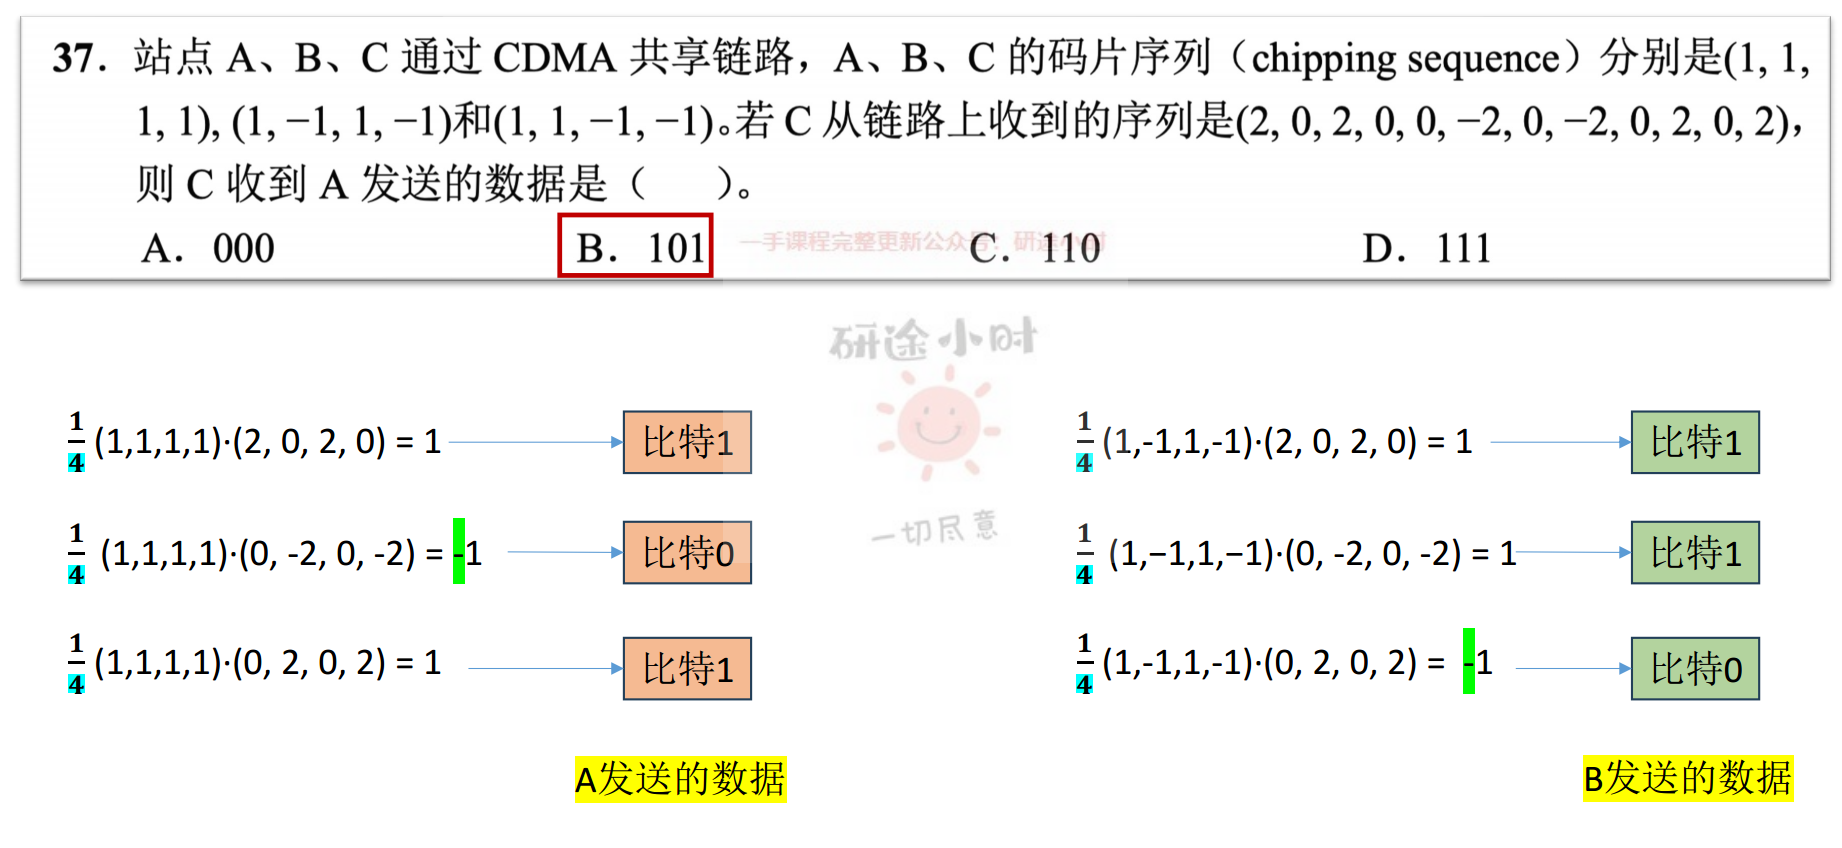 37. 站点 A、B、C 通过 CDMA 共享链路，A、B、C 的码片序列（chipping sequence）分别是(1, 1,
1, 1), (1, −1, 1, −1)和(1, 1, −1, −1)。若 C 从链路上收到的序列是(2, 0, 2, 0, 0, −2, 0, −2, 0, 2, 0, 2)，
则 C 收到 A 发送的数据是（ ）。
A. 000 B. 101 C. 110 D. 111
一手课程完整更新公众号：研途小时
研途小时
一切尽意
1/4 (1,1,1,1)·(2, 0, 2, 0) = 1 比特1
1/4 (1,1,1,1)·(0, -2, 0, -2) = -1 比特0
1/4 (1,1,1,1)·(0, 2, 0, 2) = 1 比特1
A发送的数据
1/4 (1,-1,1,-1)·(2, 0, 2, 0) = 1 比特1
1/4 (1,−1,1,−1)·(0, -2, 0, -2) = 1 比特1
1/4 (1,-1,1,-1)·(0, 2, 0, 2) = -1 比特0
B发送的数据